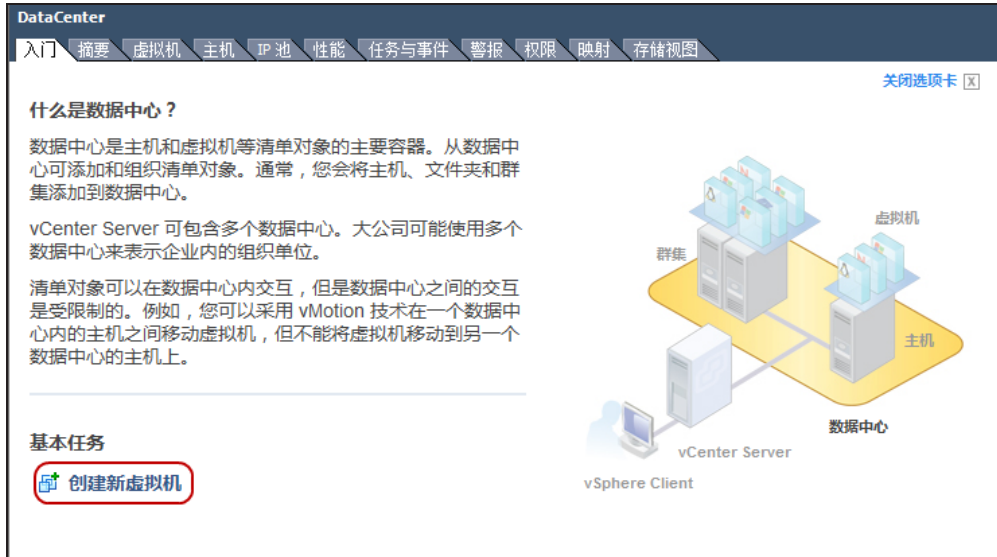 DataCenter
入门 摘要 虚拟机 主机 IP 池 性能 任务与事件 警报 权限 映射 存储视图
关闭选项卡 X
什么是数据中心？
数据中心是主机和虚拟机等清单对象的主要容器。从数据中
心可添加和组织清单对象。通常，您会将主机、文件夹和群
集添加到数据中心。
vCenter Server 可包含多个数据中心。大公司可能使用多个
数据中心来表示企业内的组织单位。
清单对象可以在数据中心内交互，但是数据中心之间的交互
是受限制的。例如，您可以采用 vMotion 技术在一个数据中
心内的主机之间移动虚拟机，但不能将虚拟机移动到另一个
数据中心的主机上。
基本任务
创建新虚拟机
虚拟机
群集
主机
数据中心
vCenter Server
vSphere Client